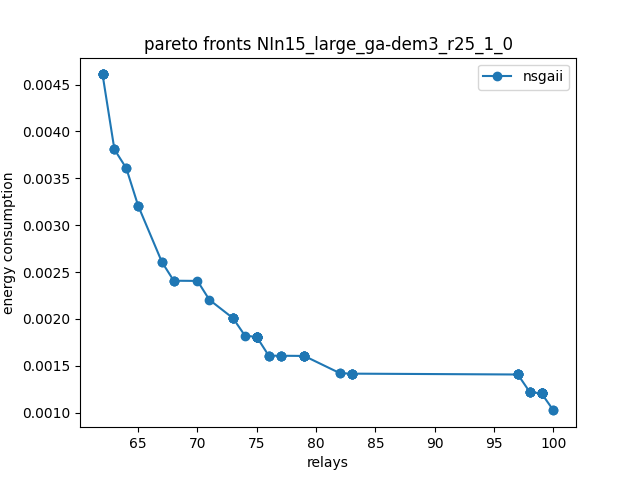 pareto fronts NIn15_large_ga-dem3_r25_1_0
nsgaii
energy consumption
0.0045
0.0040
0.0035
0.0030
0.0025
0.0020
0.0015
0.0010
65 70 75 80 85 90 95 100
relays